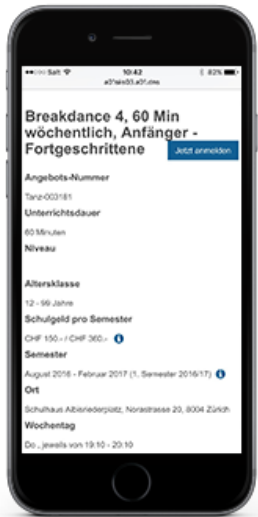 Salt 10:42 82%
Breakdance 4, 60 Min
wöchentlich, Anfänger -
Fortgeschrittene
Jetzt anmelden
Angebots-Nummer
Tanz-003181
Unterrichtsdauer
60 Minuten
Niveau
Altersklasse
12 - 99 Jahre
Schulgeld pro Semester
CHF 150.- / CHF 360.-
Semester
August 2016 - Februar 2017 (1. Semester 2016/17)
Ort
Schulhaus Albisriederplatz, Norastrasse 20, 8004 Zürich
Wochentag
Do., jeweils von 19:10 - 20:10